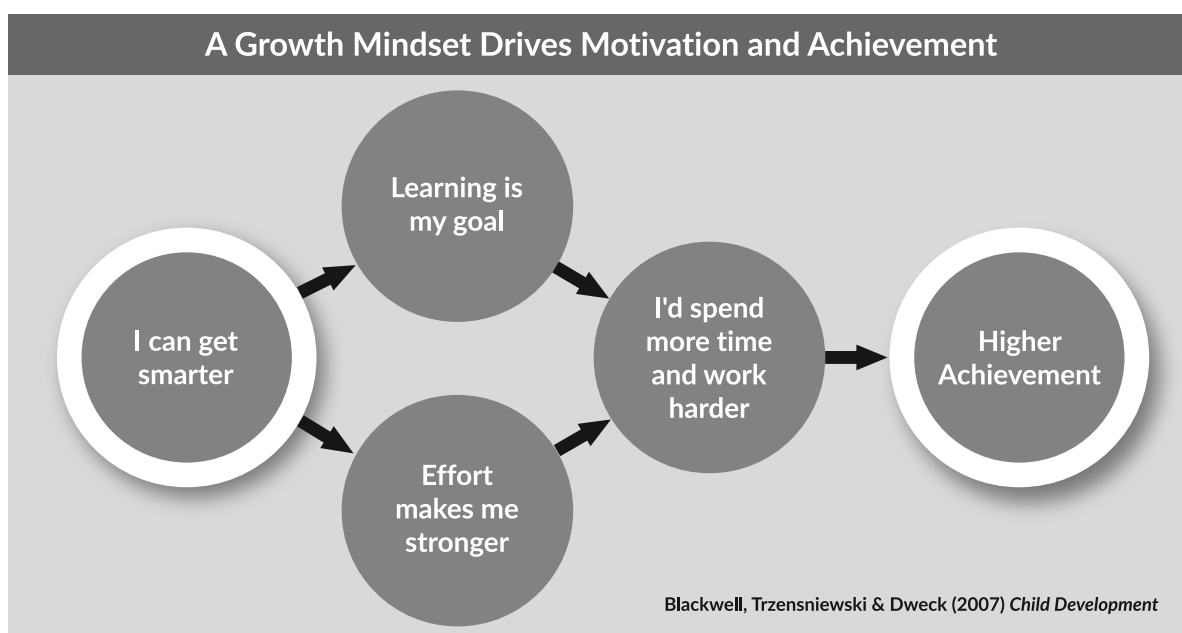 A Growth Mindset Drives Motivation and Achievement
I can get
smarter
Learning is
my goal
Effort
makes me
stronger
I'd spend
more time
and work
harder
Higher
Achievement
Blackwell, Trzensniewski & Dweck (2007) Child Development